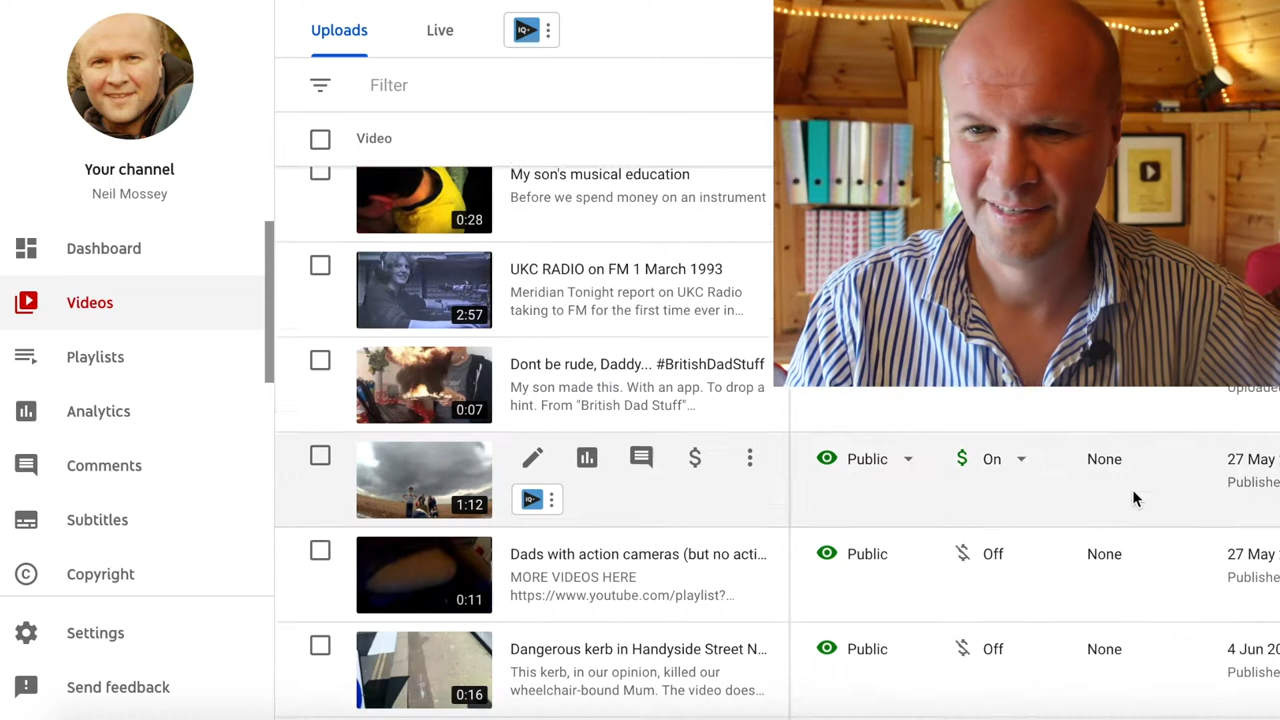 Your channel
Neil Mossey
Dashboard
Videos
Playlists
Analytics
Comments
Subtitles
Copyright
Settings
Send feedback
Uploads
Live
IQ+
Filter
Video
0:28
My son's musical education
Before we spend money on an instrument
2:57
UKC RADIO on FM 1 March 1993
Meridian Tonight report on UKC Radio
taking to FM for the first time ever in…
0:07
Dont be rude, Daddy... #BritishDadStuff
My son made this. With an app. To drop a
hint. From "British Dad Stuff"…
1:12
IQ+
Public
On
None
27 May
Publishe
0:11
Dads with action cameras (but no acti…
MORE VIDEOS HERE
https://www.youtube.com/playlist?…
Public
Off
None
27 May
Publishe
0:16
Dangerous kerb in Handyside Street N…
This kerb, in our opinion, killed our
wheelchair-bound Mum. The video does…
Public
Off
None
4 Jun 20
Publishe